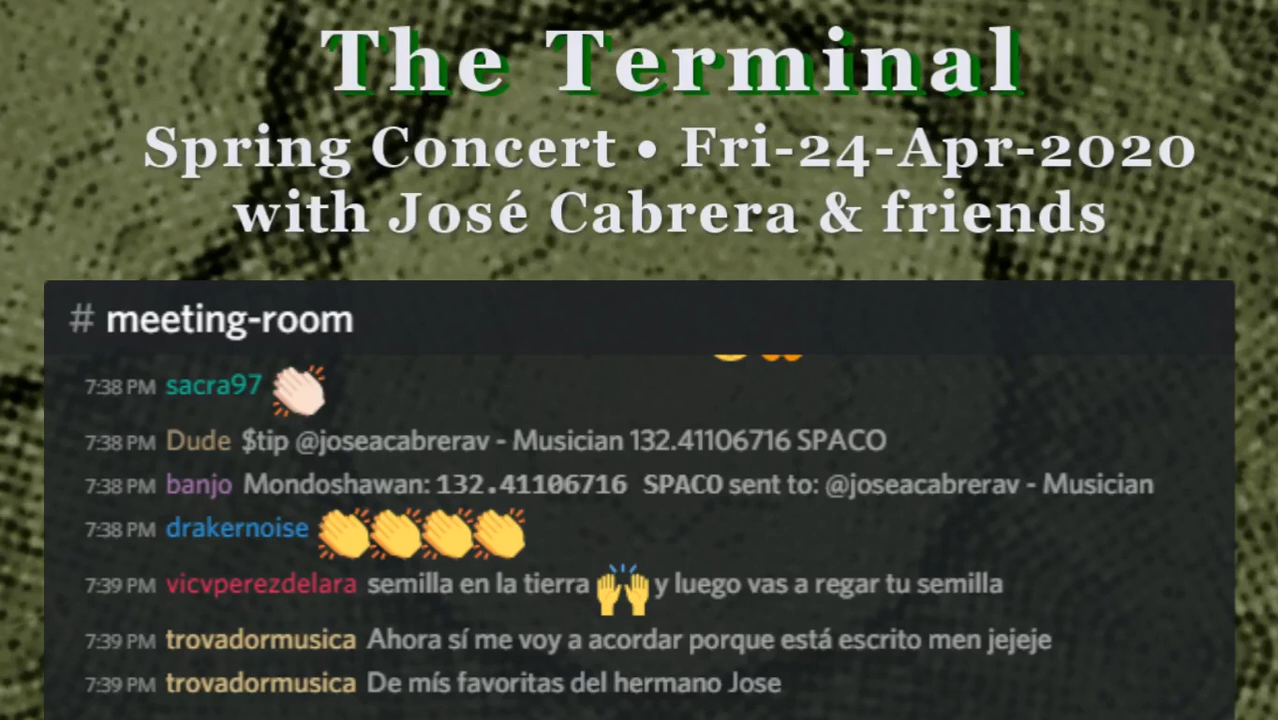 The Terminal
Spring Concert • Fri-24-Apr-2020
with José Cabrera & friends
# meeting-room
7:38 PM sacra97 👏🏻
7:38 PM Dude $tip @joseacabrerav - Musician 132.41106716 SPACO
7:38 PM banjo Mondoshawan: 132.41106716 SPACO sent to: @joseacabrerav - Musician
7:38 PM drakernoise 👏👏👏👏
7:39 PM vicvperezdelara semilla en la tierra 🙌 y luego vas a regar tu semilla
7:39 PM trovadormusica Ahora sí me voy a acordar porque está escrito men jejeje
7:39 PM trovadormusica De mís favoritas del hermano Jose